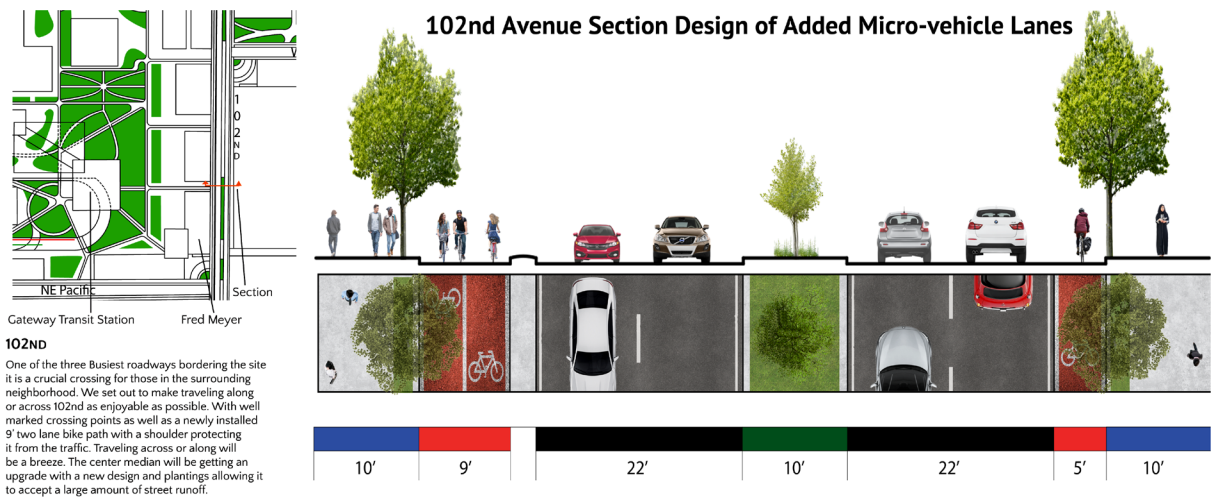 102nd Avenue Section Design of Added Micro-vehicle Lanes
1
0
2
N
D
NE Pacific
Section
Gateway Transit Station
Fred Meyer
102ND
One of the three Busiest roadways bordering the site
it is a crucial crossing for those in the surrounding
neighborhood. We set out to make traveling along
or across 102nd as enjoyable as possible. With well
marked crossing points as well as a newly installed
9' two lane bike path with a shoulder protecting
it from the traffic. Traveling across or along will
be a breeze. The center median will be getting an
upgrade with a new design and plantings allowing it
to accept a large amount of street runoff.
10' 9' 22' 10' 22' 5' 10'